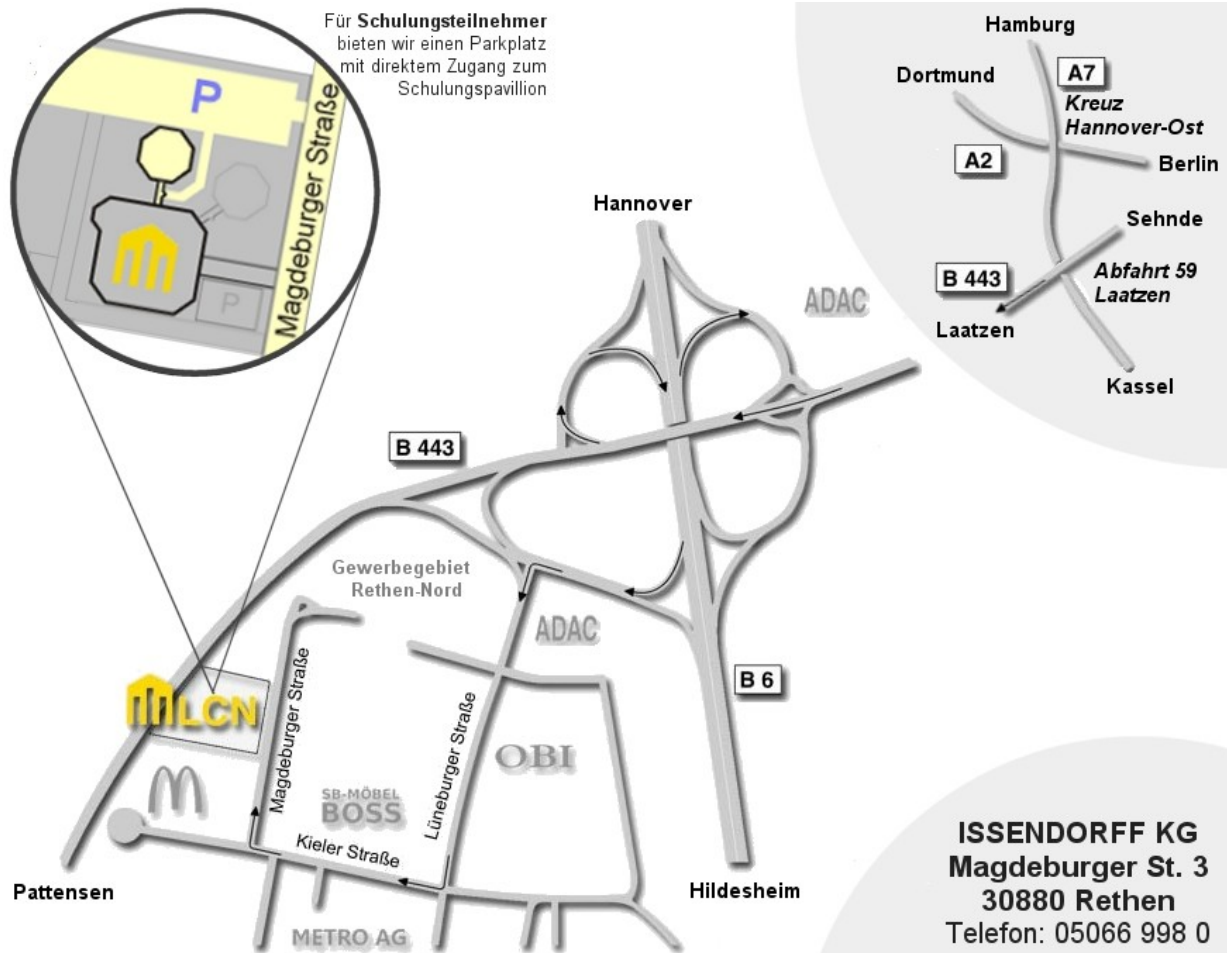 Für Schulungsteilnehmer
bieten wir einen Parkplatz
mit direktem Zugang zum
Schulungspavillion
P
Magdeburger Straße
P
Hamburg
Dortmund
A7
Kreuz
Hannover-Ost
A2
Berlin
Sehnde
B 443
Abfahrt 59
Laatzen
Laatzen
Kassel
Hannover
ADAC
B 443
Gewerbegebiet
Rethen-Nord
ADAC
B 6
LCN
Magdeburger Straße
Lüneburger Straße
OBI
SB-MÖBEL
BOSS
Kieler Straße
Pattensen
METRO AG
Hildesheim
ISSENDORFF KG
Magdeburger St. 3
30880 Rethen
Telefon: 05066 998 0